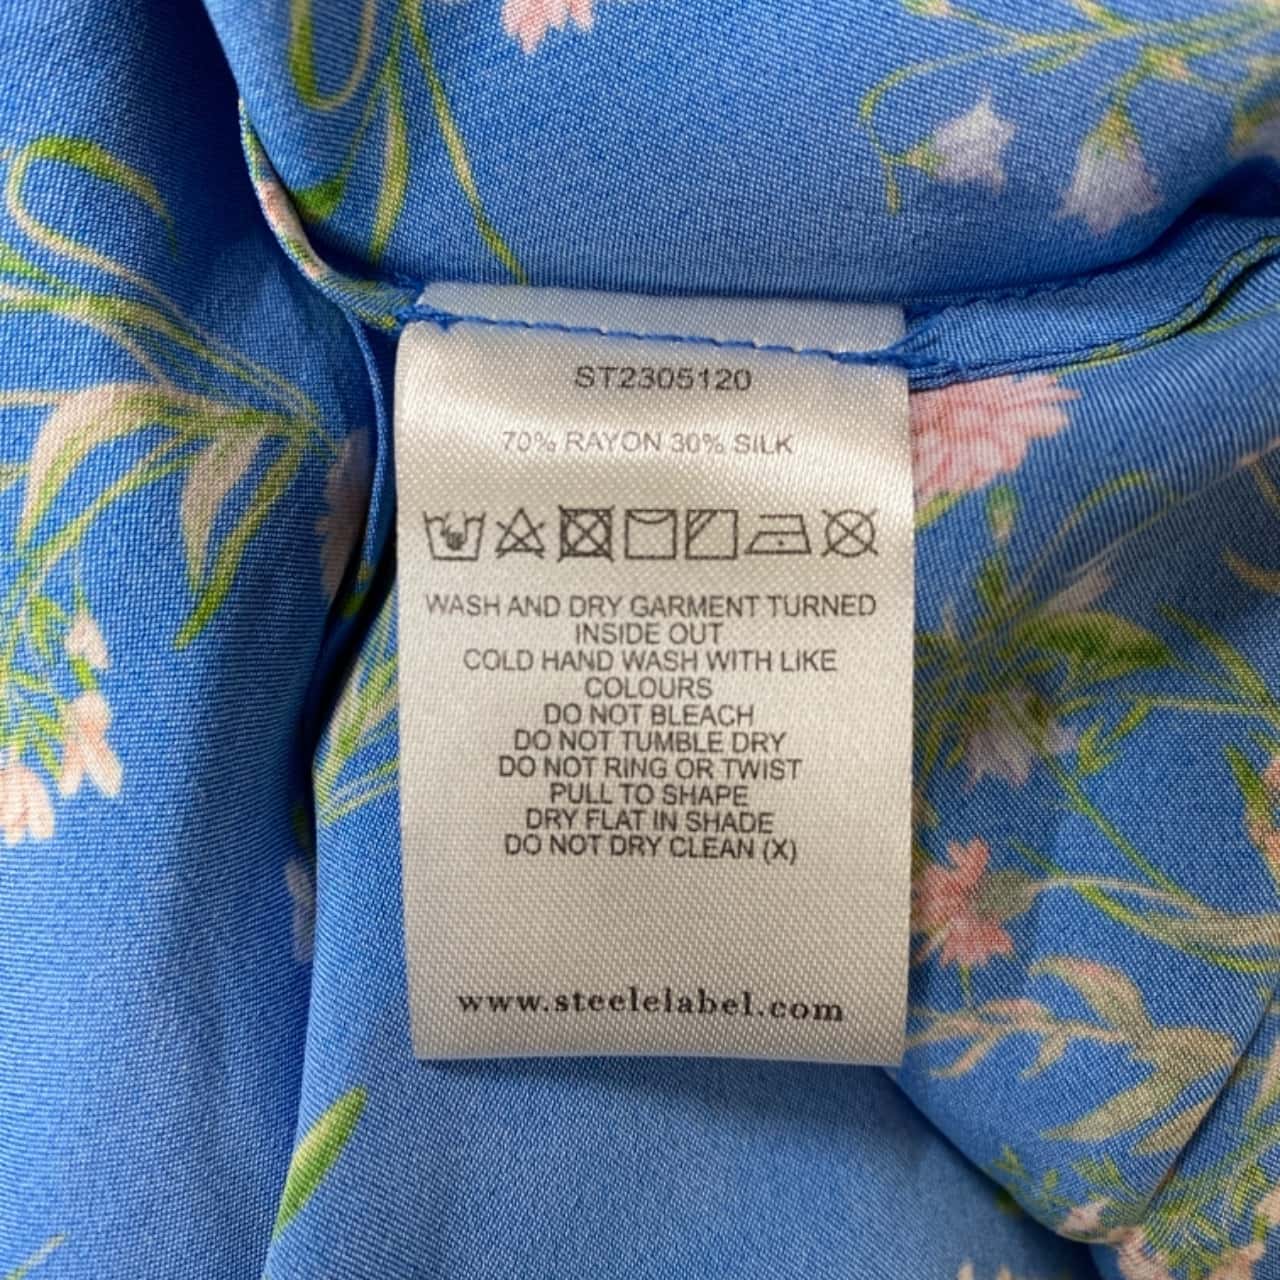 ST2305120
70% RAYON 30% SILK
WASH AND DRY GARMENT TURNED
INSIDE OUT
COLD HAND WASH WITH LIKE
COLOURS
DO NOT BLEACH
DO NOT TUMBLE DRY
DO NOT RING OR TWIST
PULL TO SHAPE
DRY FLAT IN SHADE
DO NOT DRY CLEAN (X)
www.steelelabel.com